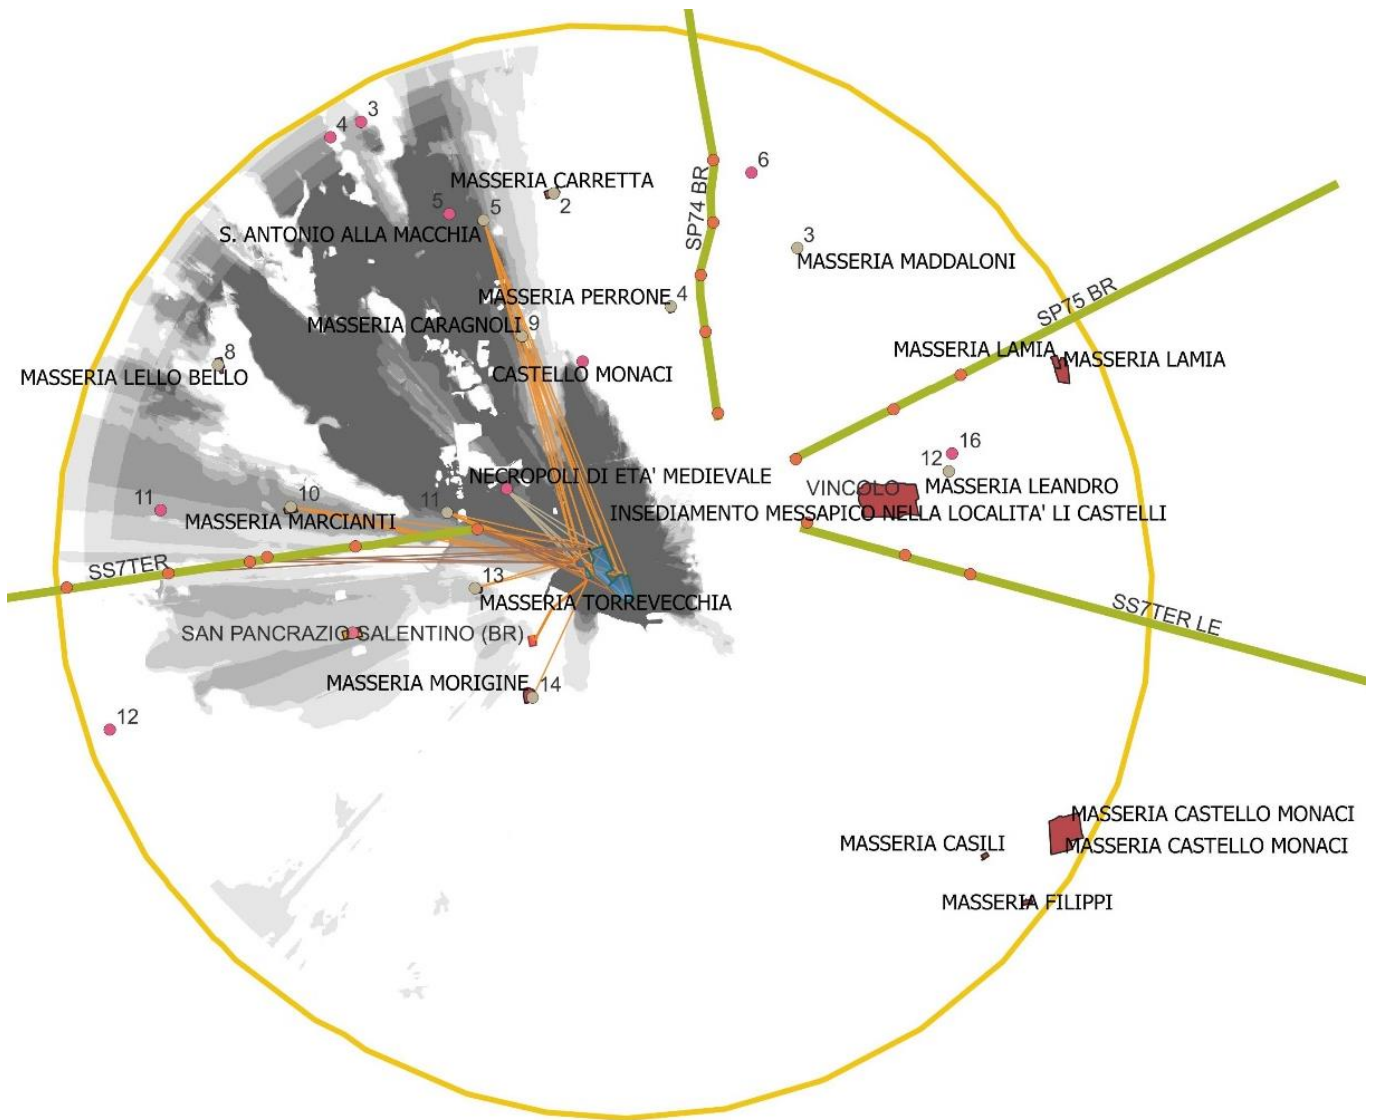 3
4
6
SP74 BR
MASSERIA CARRETTA
2
5
5
S. ANTONIO ALLA MACCHIA
3
MASSERIA MADDALONI
MASSERIA PERRONE
4
SP75 BR
MASSERIA CARAGNOLI
9
MASSERIA LAMIA
MASSERIA LAMIA
8
MASSERIA LELLO BELLO
CASTELLO MONACI
16
12
NECROPOLI DI ETA' MEDIEVALE
VINCOLO
MASSERIA LEANDRO
11
10
11
MASSERIA MARCIANTI
INSEDIAMENTO MESSAPICO NELLA LOCALITA' LI CASTELLI
SS7TER
13
MASSERIA TORREVECCHIA
SS7TER LE
SAN PANCRAZIO SALENTINO (BR)
MASSERIA MORIGINE
14
12
MASSERIA CASTELLO MONACI
MASSERIA CASILI
MASSERIA CASTELLO MONACI
MASSERIA FILIPPI